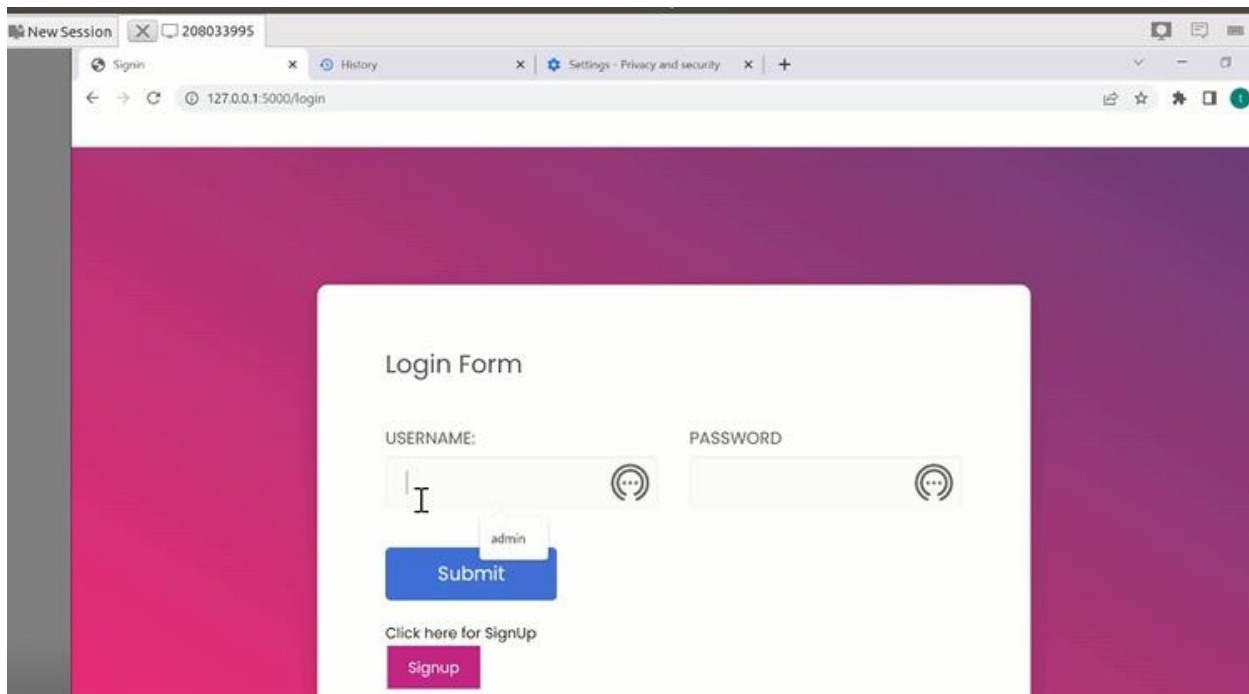 New Session 208033995
Signin History Settings - Privacy and security
127.0.0.1:5000/login
Login Form
USERNAME: PASSWORD
admin
Submit
Click here for SignUp
Signup